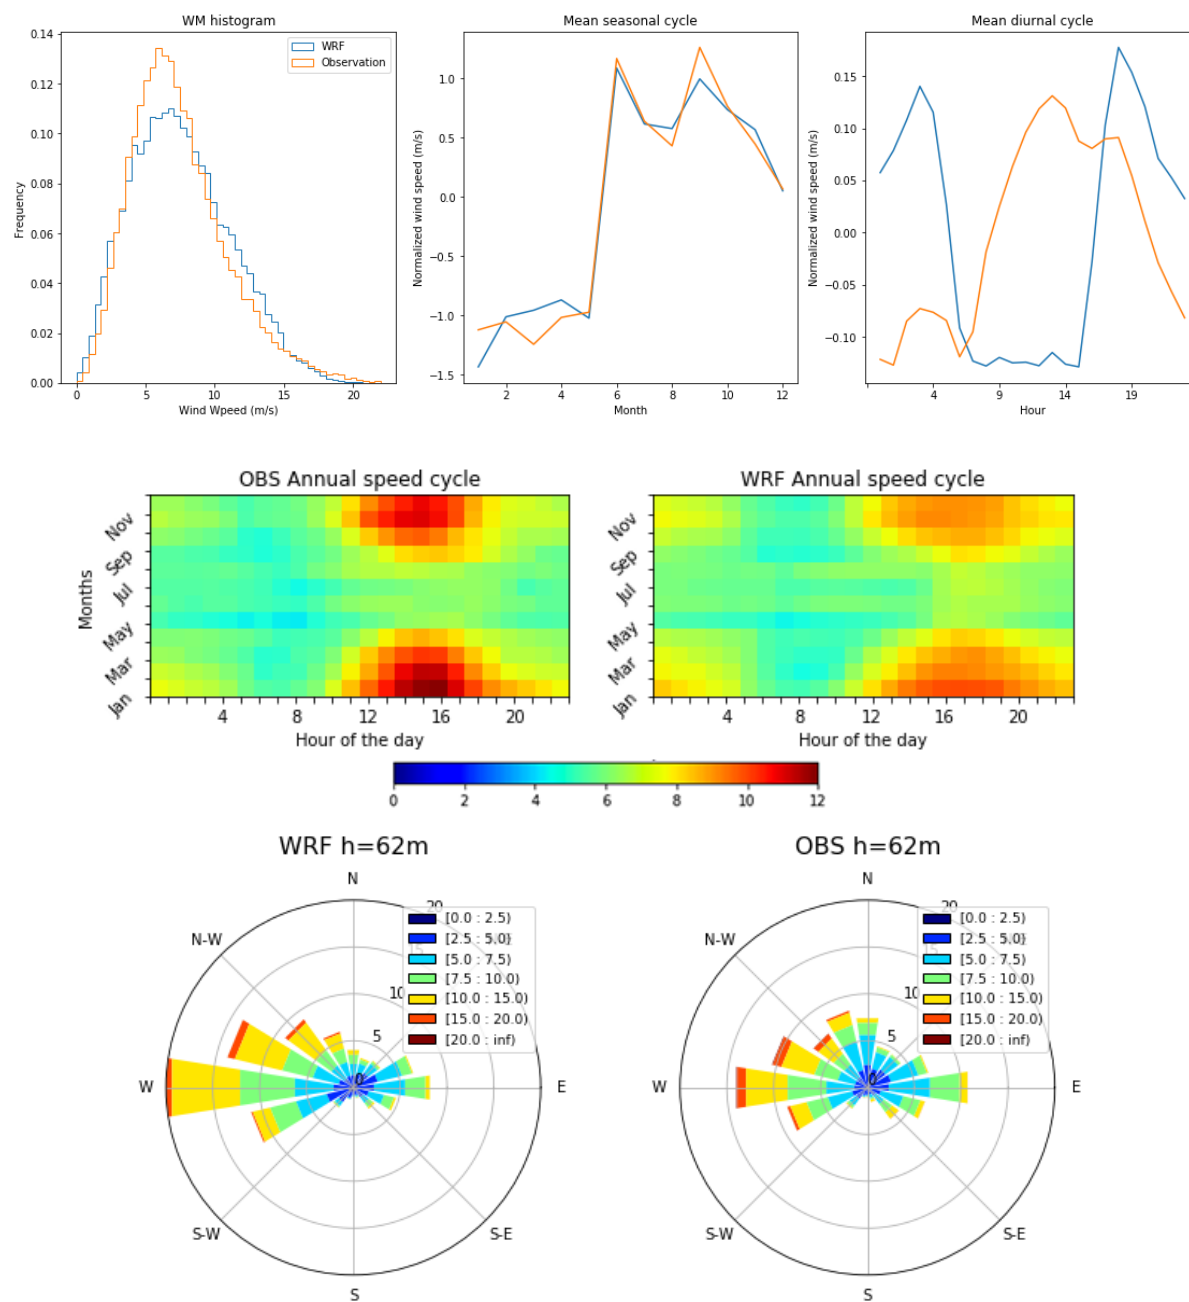 WM histogram
0.14
0.12
0.10
0.08
0.06
0.04
0.02
0.00
Frequency
WRF
Observation
0 5 10 15 20
Wind Wpeed (m/s)
Mean seasonal cycle
1.0
0.5
0.0
−0.5
−1.0
−1.5
Normalized wind speed (m/s)
2 4 6 8 10 12
Month
Mean diurnal cycle
0.15
0.10
0.05
0.00
−0.05
−0.10
Normalized wind speed (m/s)
4 9 14 19
Hour
OBS Annual speed cycle
Months
Nov
Sep
Jul
May
Mar
Jan
4 8 12 16 20
Hour of the day
WRF Annual speed cycle
Nov
Sep
Jul
May
Mar
Jan
4 8 12 16 20
Hour of the day
0 2 4 6 8 10 12
WRF h=62m
N
N-W
W
S-W
S
S-E
E
0
5
10
15
20
[0.0 : 2.5)
[2.5 : 5.0)
[5.0 : 7.5)
[7.5 : 10.0)
[10.0 : 15.0)
[15.0 : 20.0)
[20.0 : inf)
OBS h=62m
N
N-W
W
S-W
S
S-E
E
0
5
10
20
[0.0 : 2.5)
[2.5 : 5.0)
[5.0 : 7.5)
[7.5 : 10.0)
[10.0 : 15.0)
[15.0 : 20.0)
[20.0 : inf)